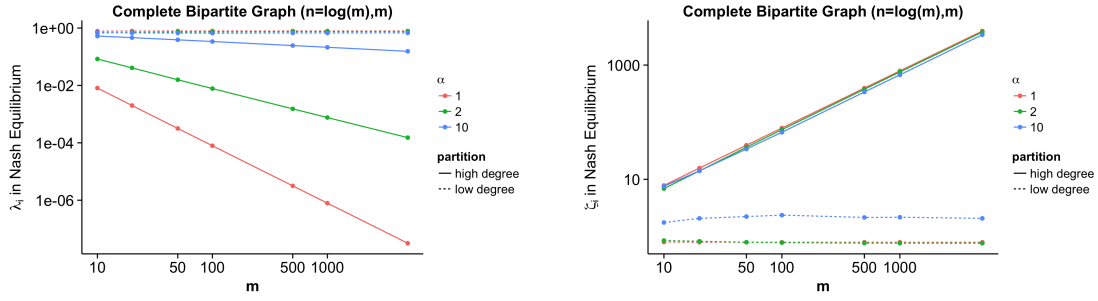 Complete Bipartite Graph (n=log(m),m)
λi in Nash Equilibrium
1e+00
1e-02
1e-04
1e-06
10
50
100
500
1000
m
α
1
2
10
partition
high degree
low degree
Complete Bipartite Graph (n=log(m),m)
ζi in Nash Equilibrium
1000
10
10
50
100
500
1000
m
α
1
2
10
partition
high degree
low degree